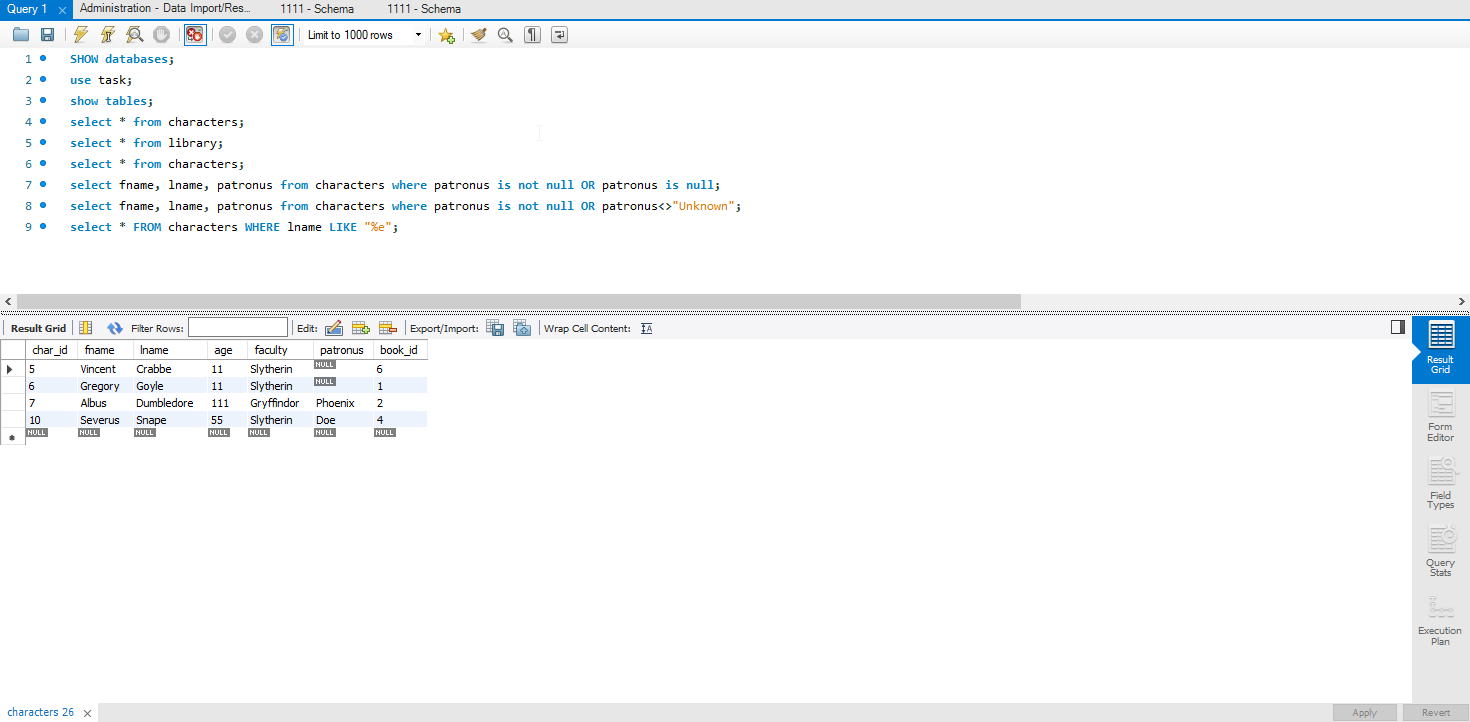 Query 1 Administration - Data Import/Res... 1111 - Schema 1111 - Schema
Limit to 1000 rows
1 SHOW databases;
2 use task;
3 show tables;
4 select * from characters;
5 select * from library;
6 select * from characters;
7 select fname, lname, patronus from characters where patronus is not null OR patronus is null;
8 select fname, lname, patronus from characters where patronus is not null OR patronus<>"Unknown";
9 select * FROM characters WHERE lname LIKE "%e";
Result Grid Filter Rows: Edit: Export/Import: Wrap Cell Content: IA
char_id fname lname age faculty patronus book_id
5 Vincent Crabbe 11 Slytherin NULL 6
6 Gregory Goyle 11 Slytherin NULL 1
7 Albus Dumbledore 111 Gryffindor Phoenix 2
10 Severus Snape 55 Slytherin Doe 4
NULL NULL NULL NULL NULL NULL NULL
Result
Grid
Form
Editor
Field
Types
Query
Stats
Execution
Plan
characters 26 Apply Revert